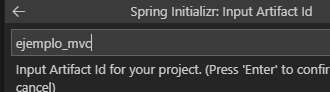 Spring Initializr: Input Artifact Id
ejemplo_mvc
Input Artifact Id for your project. (Press 'Enter' to confir
cancel)